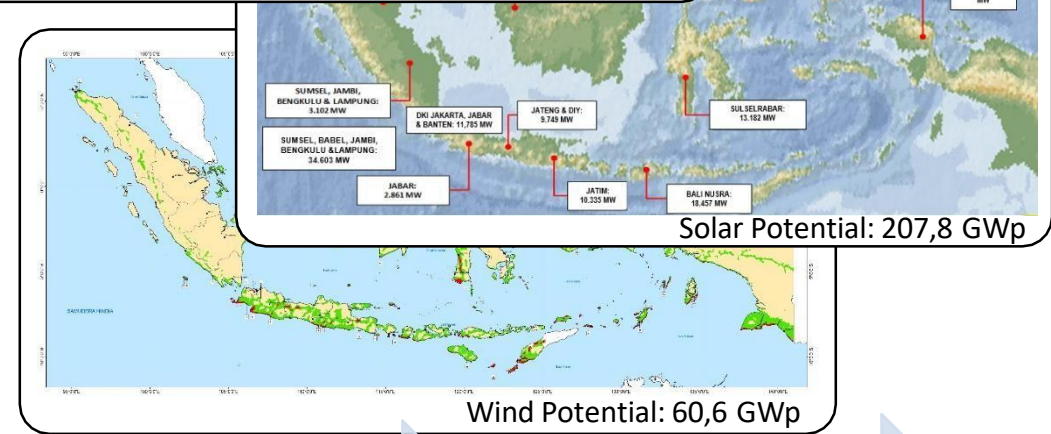 MW
SUMSEL, JAMBI,
BENGKULU & LAMPUNG:
3.102 MW
DKI JAKARTA, JABAR
& BANTEN: 11,785 MW
JATENG & DIY:
9.749 MW
SULSELRABAR:
13.182 MW
SUMSEL, BABEL, JAMBI,
BENGKULU &LAMPUNG:
34.603 MW
JABAR:
2.861 MW
JATIM:
10.335 MW
BALI NUSRA:
18.457 MW
Solar Potential: 207,8 GWp
SAMUDERA HINDIA
Wind Potential: 60,6 GWp